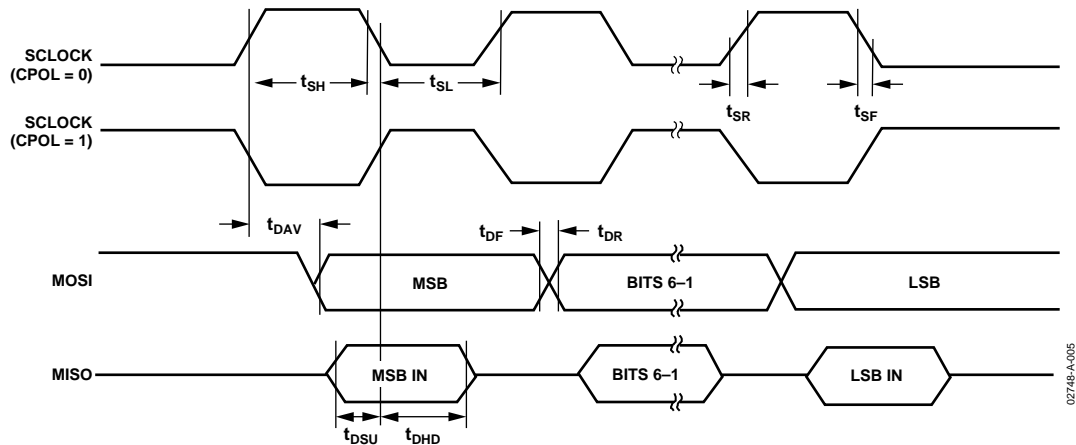 SCLOCK
(CPOL = 0)
tSH
tSL
tSR
tSF
SCLOCK
(CPOL = 1)
tDAV
tDF
tDR
MOSI
MSB
BITS 6–1
LSB
MISO
MSB IN
BITS 6–1
LSB IN
tDSU
tDHD
02748-A-005